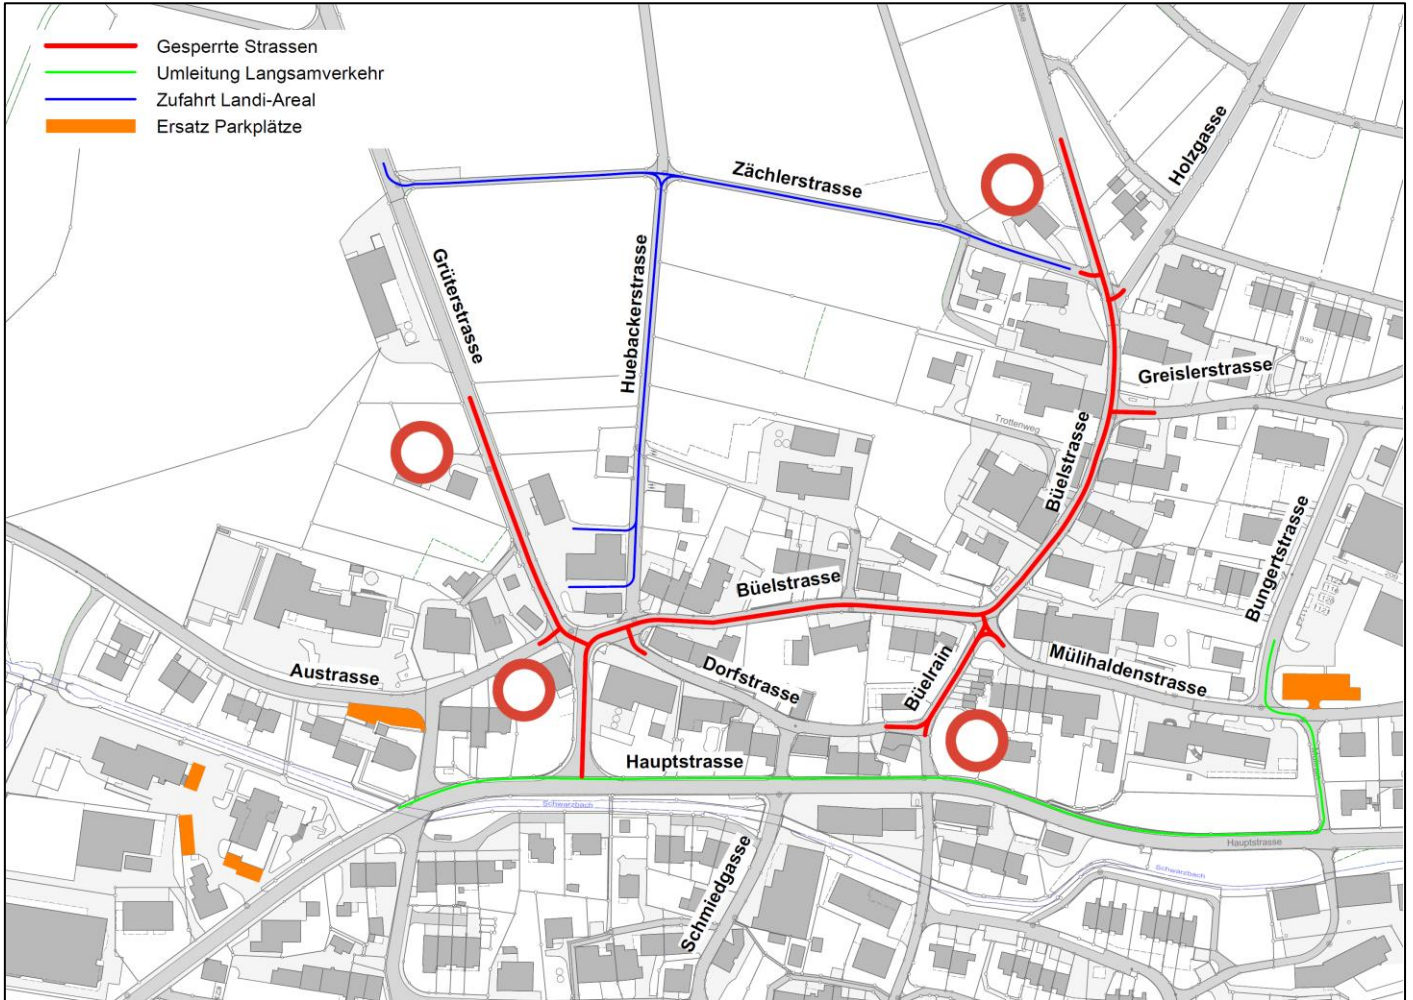 Gesperrte Strassen
Umleitung Langsamverkehr
Zufahrt Landi-Areal
Ersatz Parkplätze
Holzgasse
Zächlerstrasse
Grüterstrasse
Huebackerstrasse
930
Greislerstrasse
Trottenweg
Büelstrasse
Bungertstrasse
Büelstrasse
Austrasse
Dorfstrasse
Büelrain
Mülihaldenstrasse
Hauptstrasse
Schwarzbach
Hauptstrasse
Schmiedgasse
Schwarzbach